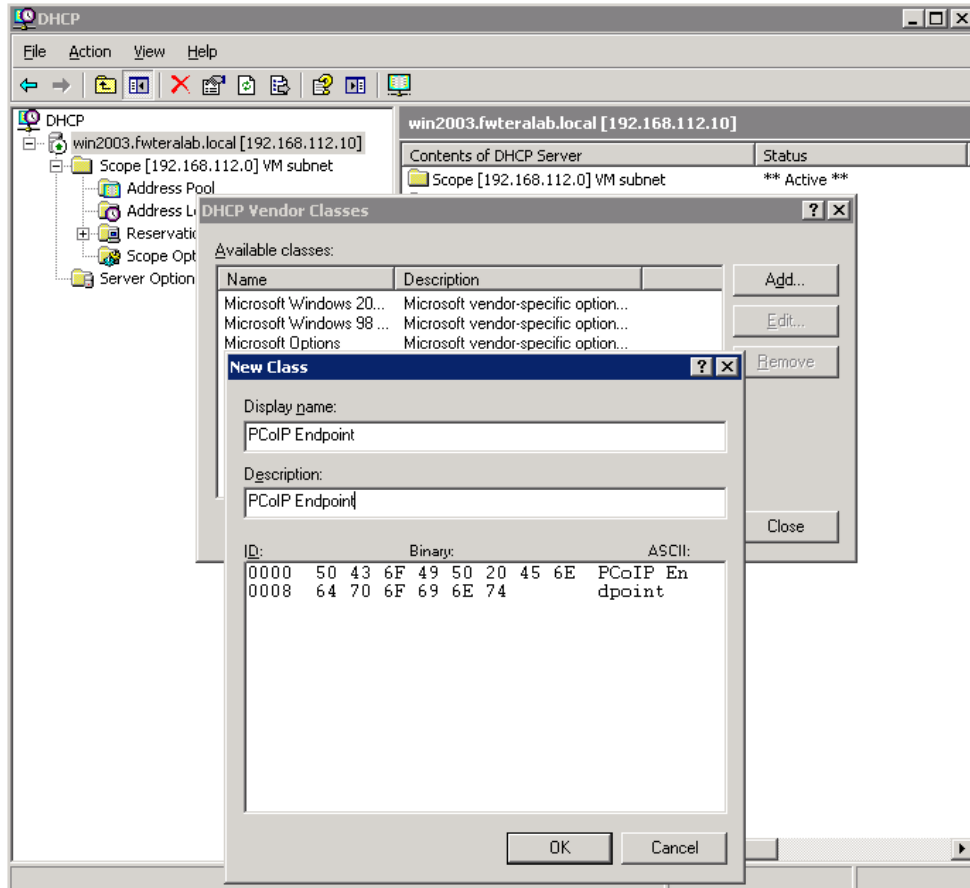 DHCP
File Action View Help
DHCP
win2003.fwteralab.local [192.168.112.10]
Scope [192.168.112.0] VM subnet
Address Pool
Address L
Reservatio
Scope Opt
Server Option
win2003.fwteralab.local [192.168.112.10]
Contents of DHCP Server Status
Scope [192.168.112.0] VM subnet ** Active **
DHCP Vendor Classes
Available classes:
Name Description
Microsoft Windows 20... Microsoft vendor-specific option...
Microsoft Windows 98 ... Microsoft vendor-specific option...
Microsoft Options Microsoft vendor-specific option...
Add...
Edit...
Remove
Close
New Class
Display name:
PCoIP Endpoint
Description:
PCoIP Endpoint
ID: Binary: ASCII:
0000 50 43 6F 49 50 20 45 6E PCoIP En
0008 64 70 6F 69 6E 74 dpoint
OK Cancel